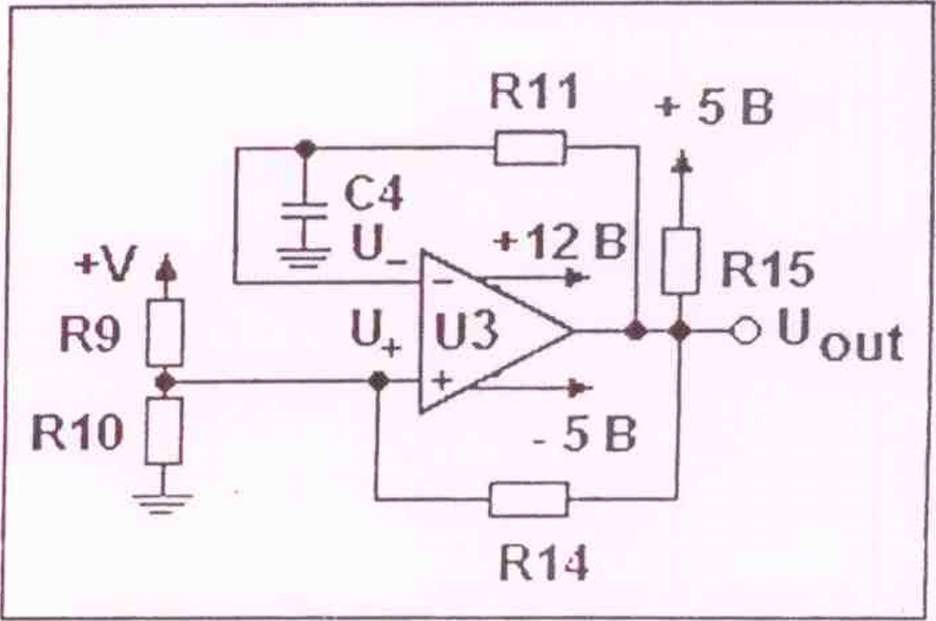 R11
+ 5 В
C4
U_
+12 В
+V
R15
R9
U+
-
U3
U out
+
R10
- 5 В
R14